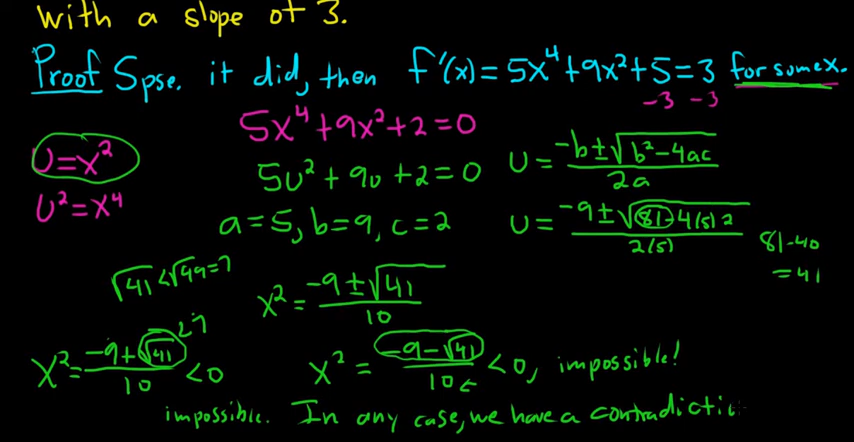 with a slope of 3.
Proof Spse. it did, then f'(x) = 5x⁴+9x²+5 = 3 for some x.
-3 -3
5x⁴+9x²+2=0
U=x²
U²=x⁴
5U²+9U+2=0
a=5, b=9, c=2
U = (-b±√(b²-4ac))/(2a)
U = (-9±√(81-4(5)2))/(2(5))
81-40
=41
√41<√49=7
x² = (-9±√41)/10
x² = (-9+√41)/10 <0
<7
x² = (-9-√41)/10 <0, impossible!
impossible. In any case, we have a contradicti